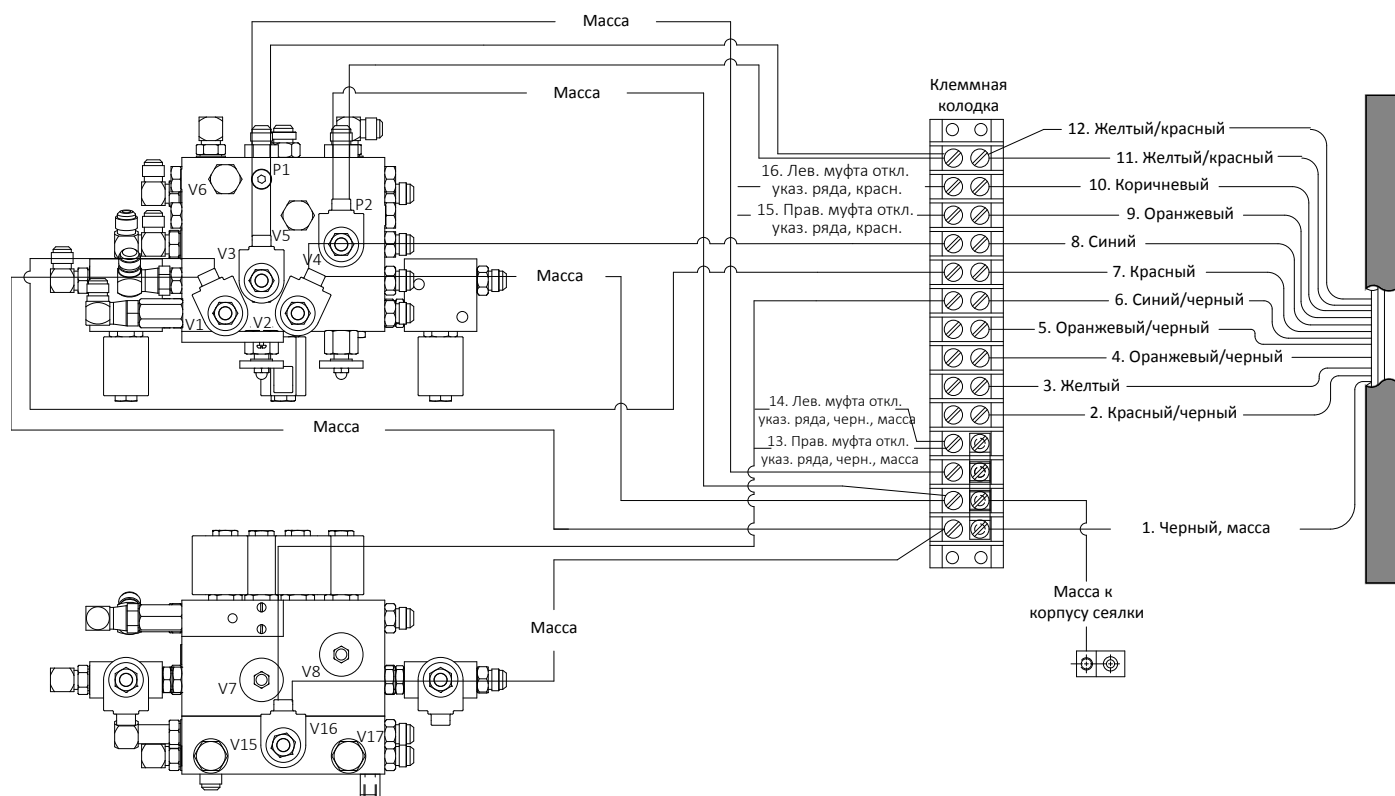 Масса
Масса
Клеммная
колодка
12. Желтый/красный
11. Желтый/красный
16. Лев. муфта откл.
указ. ряда, красн.
10. Коричневый
15. Прав. муфта откл.
указ. ряда, красн.
9. Оранжевый
8. Синий
7. Красный
6. Синий/черный
5. Оранжевый/черный
4. Оранжевый/черный
3. Желтый
2. Красный/черный
14. Лев. муфта откл.
указ. ряда, черн., масса
13. Прав. муфта откл.
указ. ряда, черн., масса
1. Черный, масса
P1
V6
P2
V5
V3
V4
Масса
V1
V2
Масса
Масса к
корпусу сеялки
Масса
V8
V7
V16
V15
V17